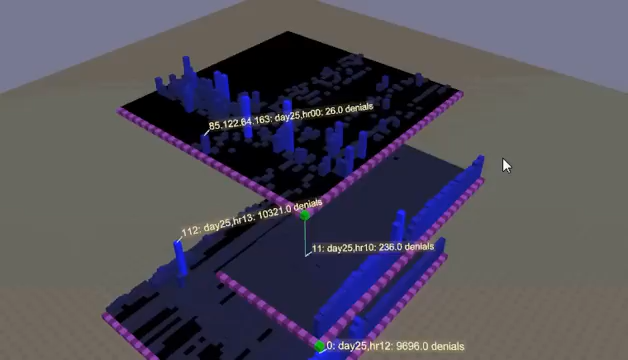 85.122.64.163: day25,hr00: 26.0 denials
112: day25,hr13: 10321.0 denials
11: day25,hr10: 236.0 denials
0: day25,hr12: 9696.0 denials